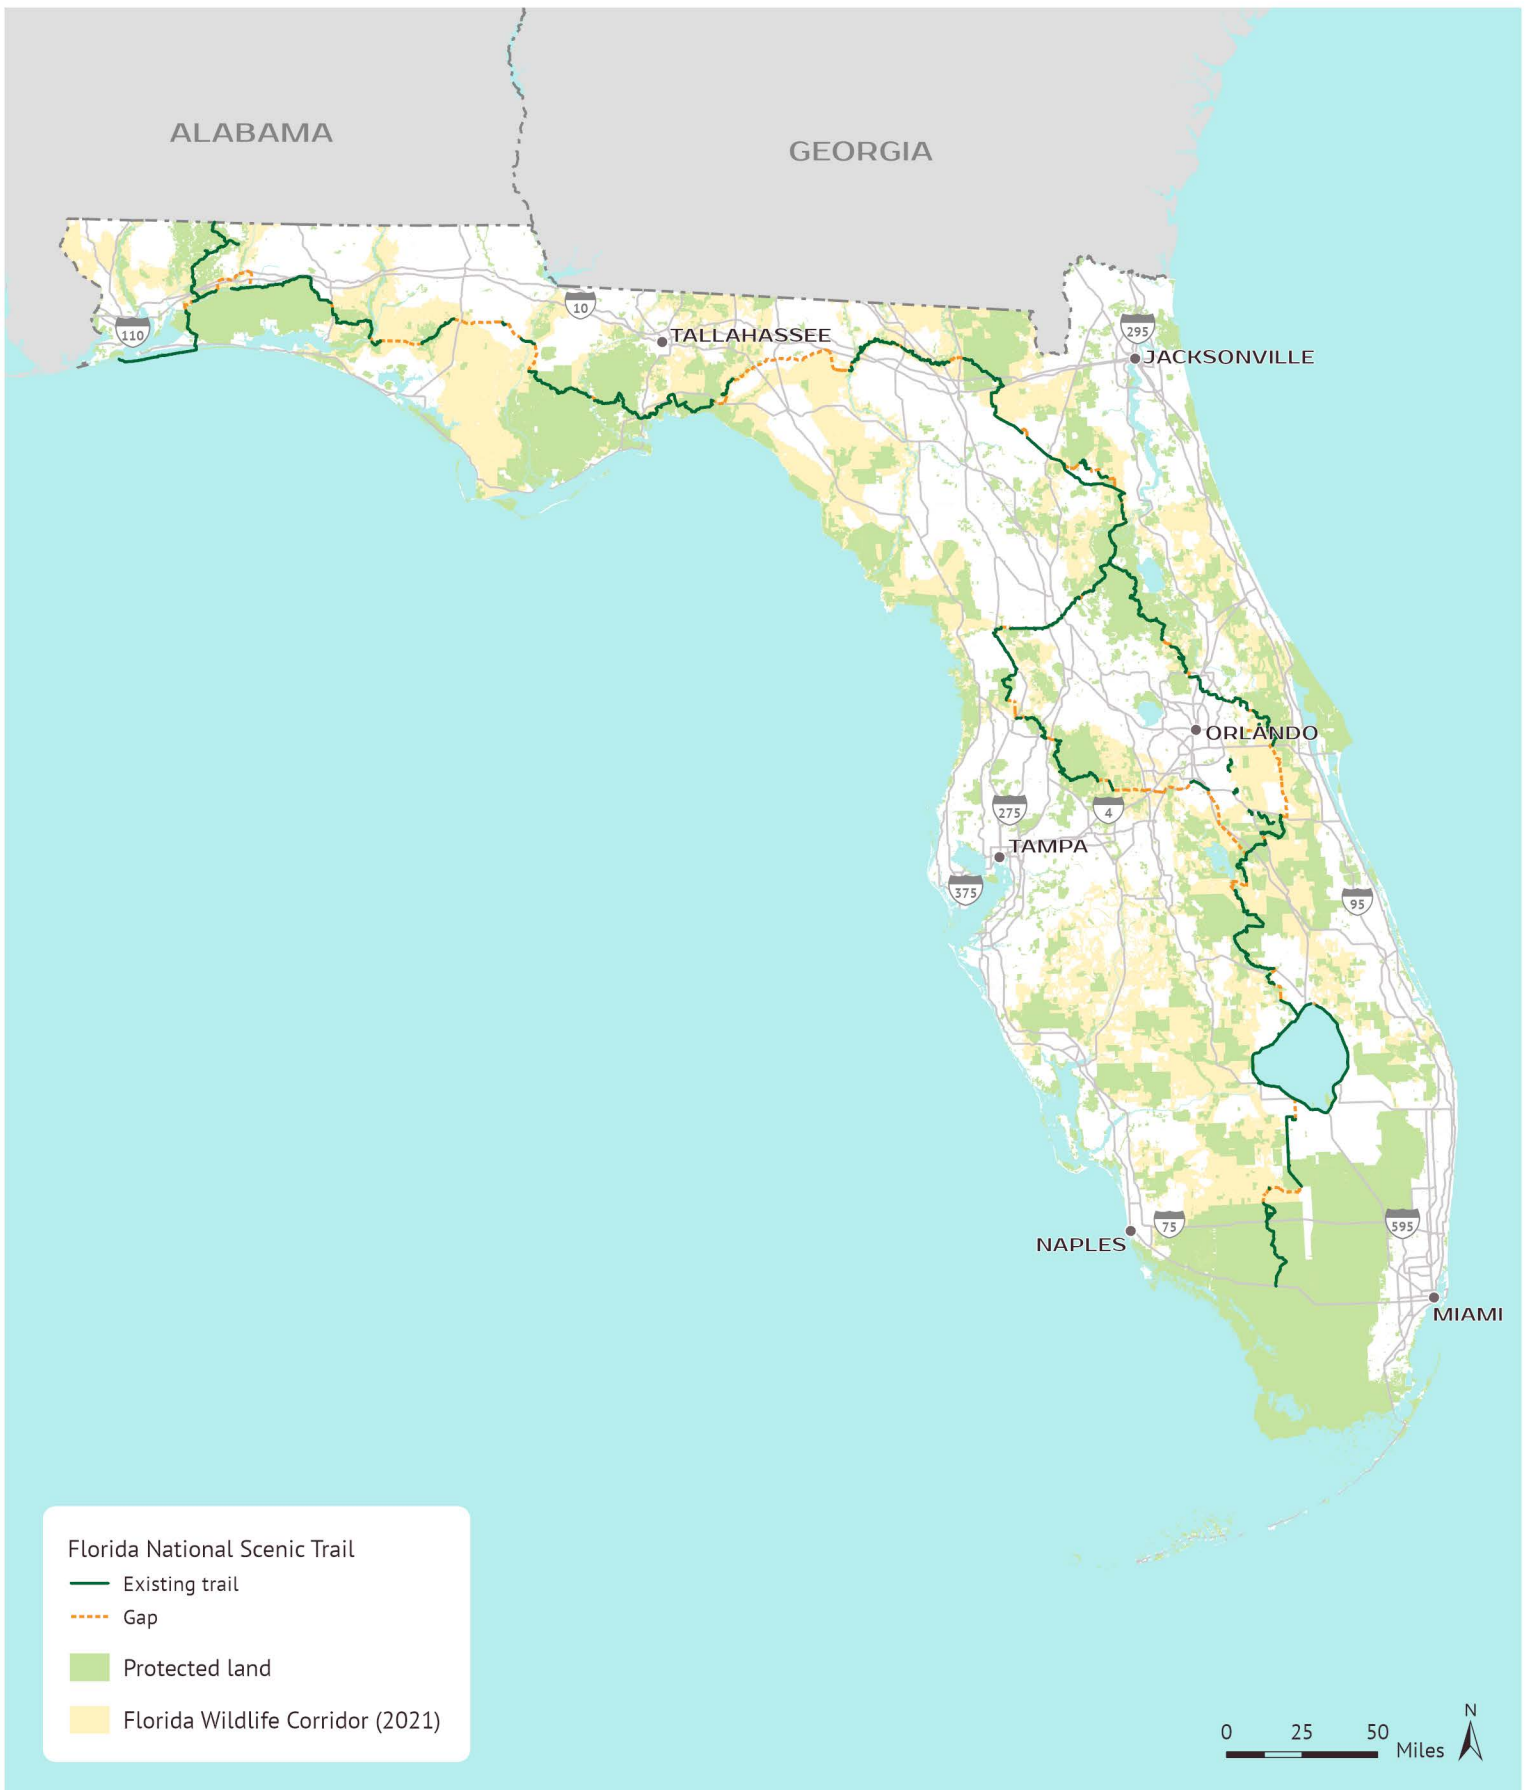 ALABAMA
GEORGIA
110
10
TALLAHASSEE
295
JACKSONVILLE
ORLANDO
275
4
TAMPA
375
95
NAPLES
75
595
MIAMI
Florida National Scenic Trail
Existing trail
Gap
Protected land
Florida Wildlife Corridor (2021)
N
0 25 50
Miles